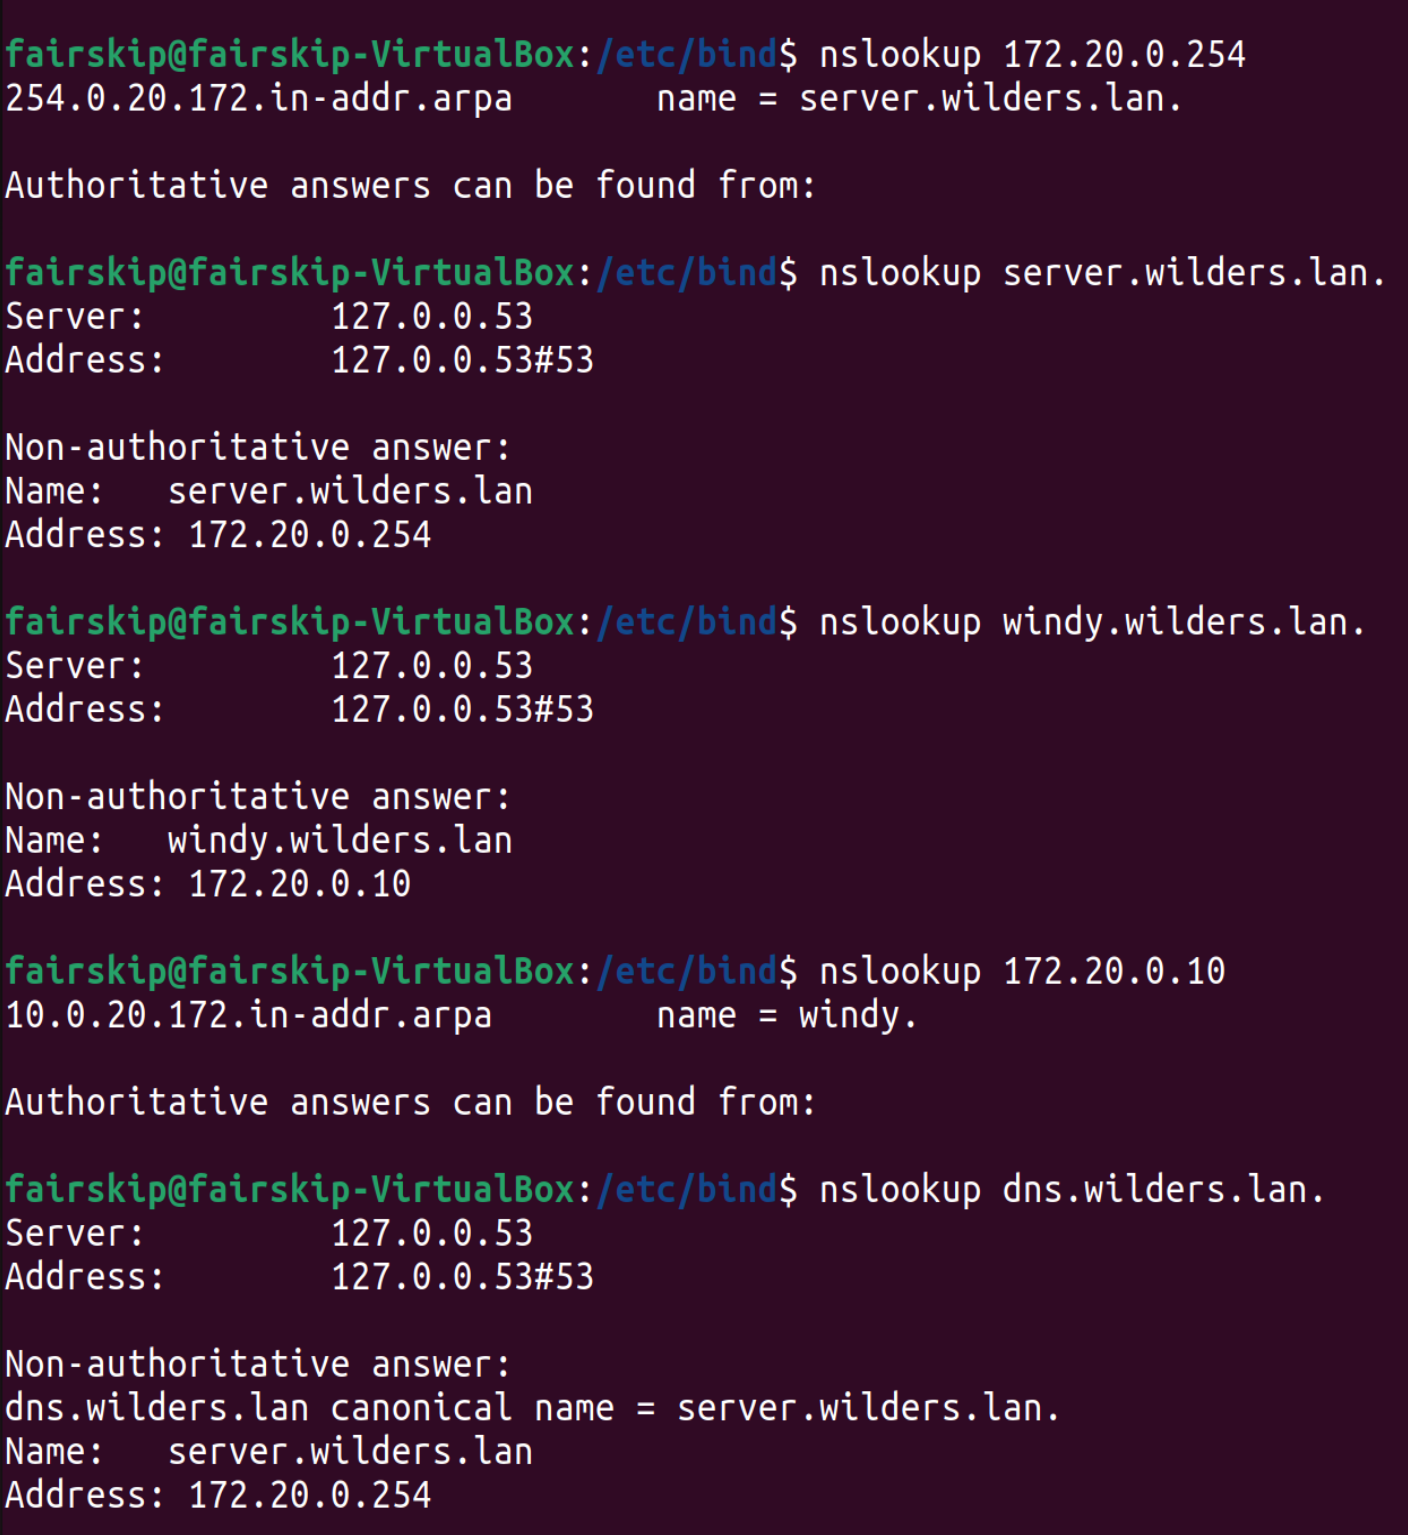 fairskip@fairskip-VirtualBox:/etc/bind$ nslookup 172.20.0.254
254.0.20.172.in-addr.arpa       name = server.wilders.lan.

Authoritative answers can be found from:

fairskip@fairskip-VirtualBox:/etc/bind$ nslookup server.wilders.lan.
Server:         127.0.0.53
Address:        127.0.0.53#53

Non-authoritative answer:
Name:   server.wilders.lan
Address: 172.20.0.254

fairskip@fairskip-VirtualBox:/etc/bind$ nslookup windy.wilders.lan.
Server:         127.0.0.53
Address:        127.0.0.53#53

Non-authoritative answer:
Name:   windy.wilders.lan
Address: 172.20.0.10

fairskip@fairskip-VirtualBox:/etc/bind$ nslookup 172.20.0.10
10.0.20.172.in-addr.arpa        name = windy.

Authoritative answers can be found from:

fairskip@fairskip-VirtualBox:/etc/bind$ nslookup dns.wilders.lan.
Server:         127.0.0.53
Address:        127.0.0.53#53

Non-authoritative answer:
dns.wilders.lan canonical name = server.wilders.lan.
Name:   server.wilders.lan
Address: 172.20.0.254